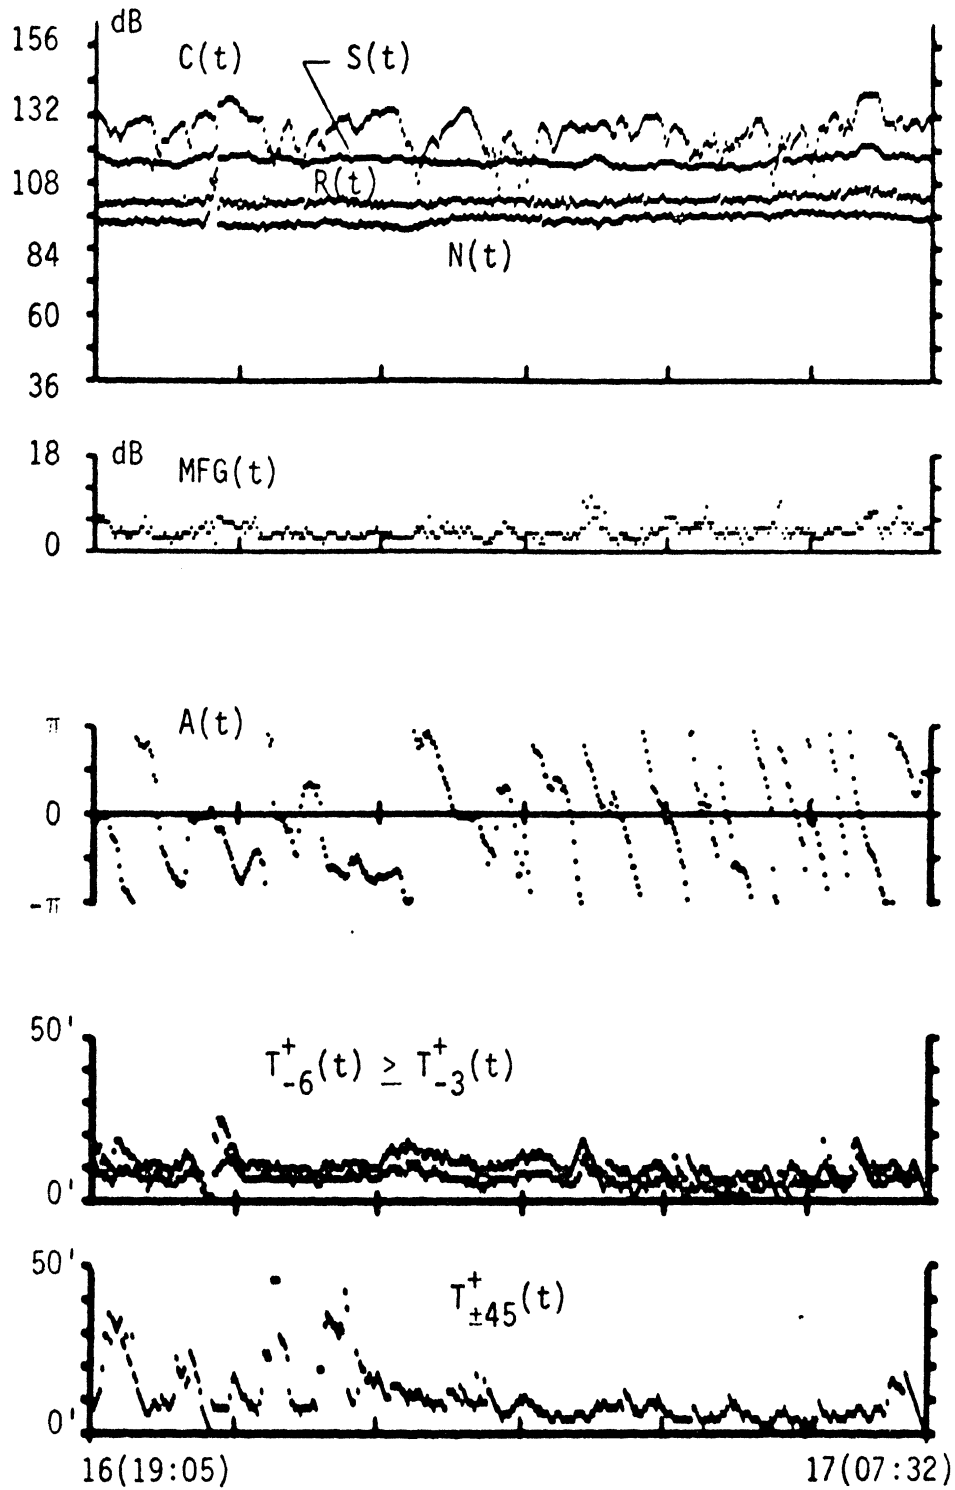 dB
156
C(t) S(t)
132
108
R(t)
84
N(t)
60
36
18 dB
MFG(t)
0
π A(t)
0
-π
50'
T⁺₋₆(t) ≥ T⁺₋₃(t)
0'
50'
T⁺±45(t)
0'
16(19:05) 17(07:32)